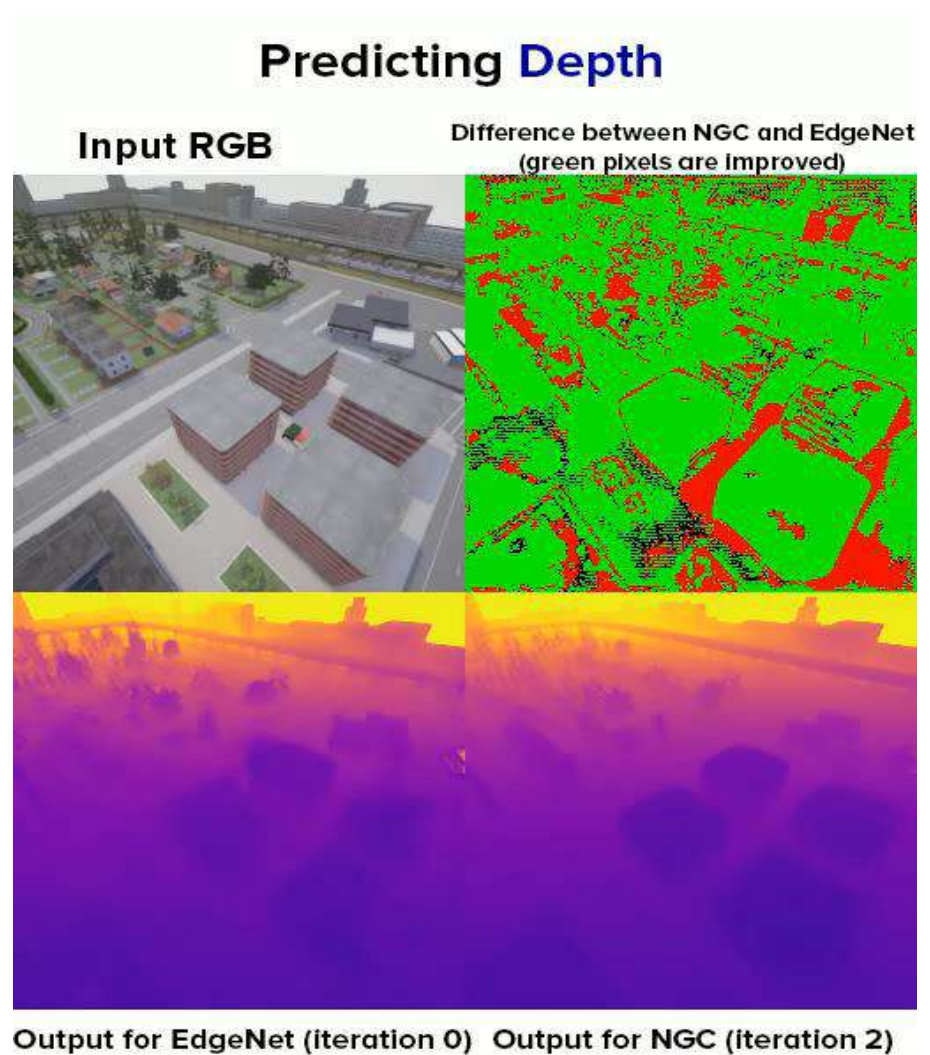 Predicting Depth
Input RGB
Difference between NGC and EdgeNet
(green pixels are improved)
Output for EdgeNet (iteration 0)
Output for NGC (iteration 2)